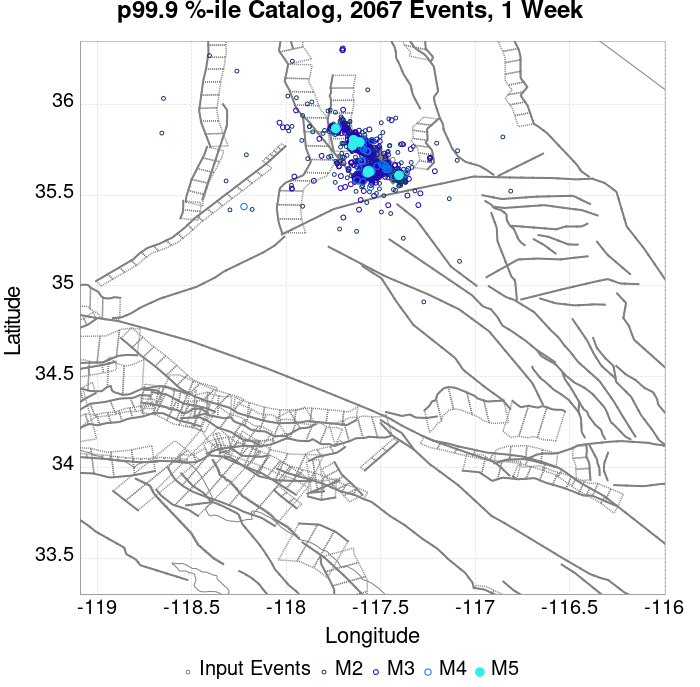 p99.9 %-ile Catalog, 2067 Events, 1 Week
36
35.5
35
34.5
34
33.5
Latitude
-119 -118.5 -118 -117.5 -117 -116.5 -116
Longitude
Input Events M2 M3 M4 M5